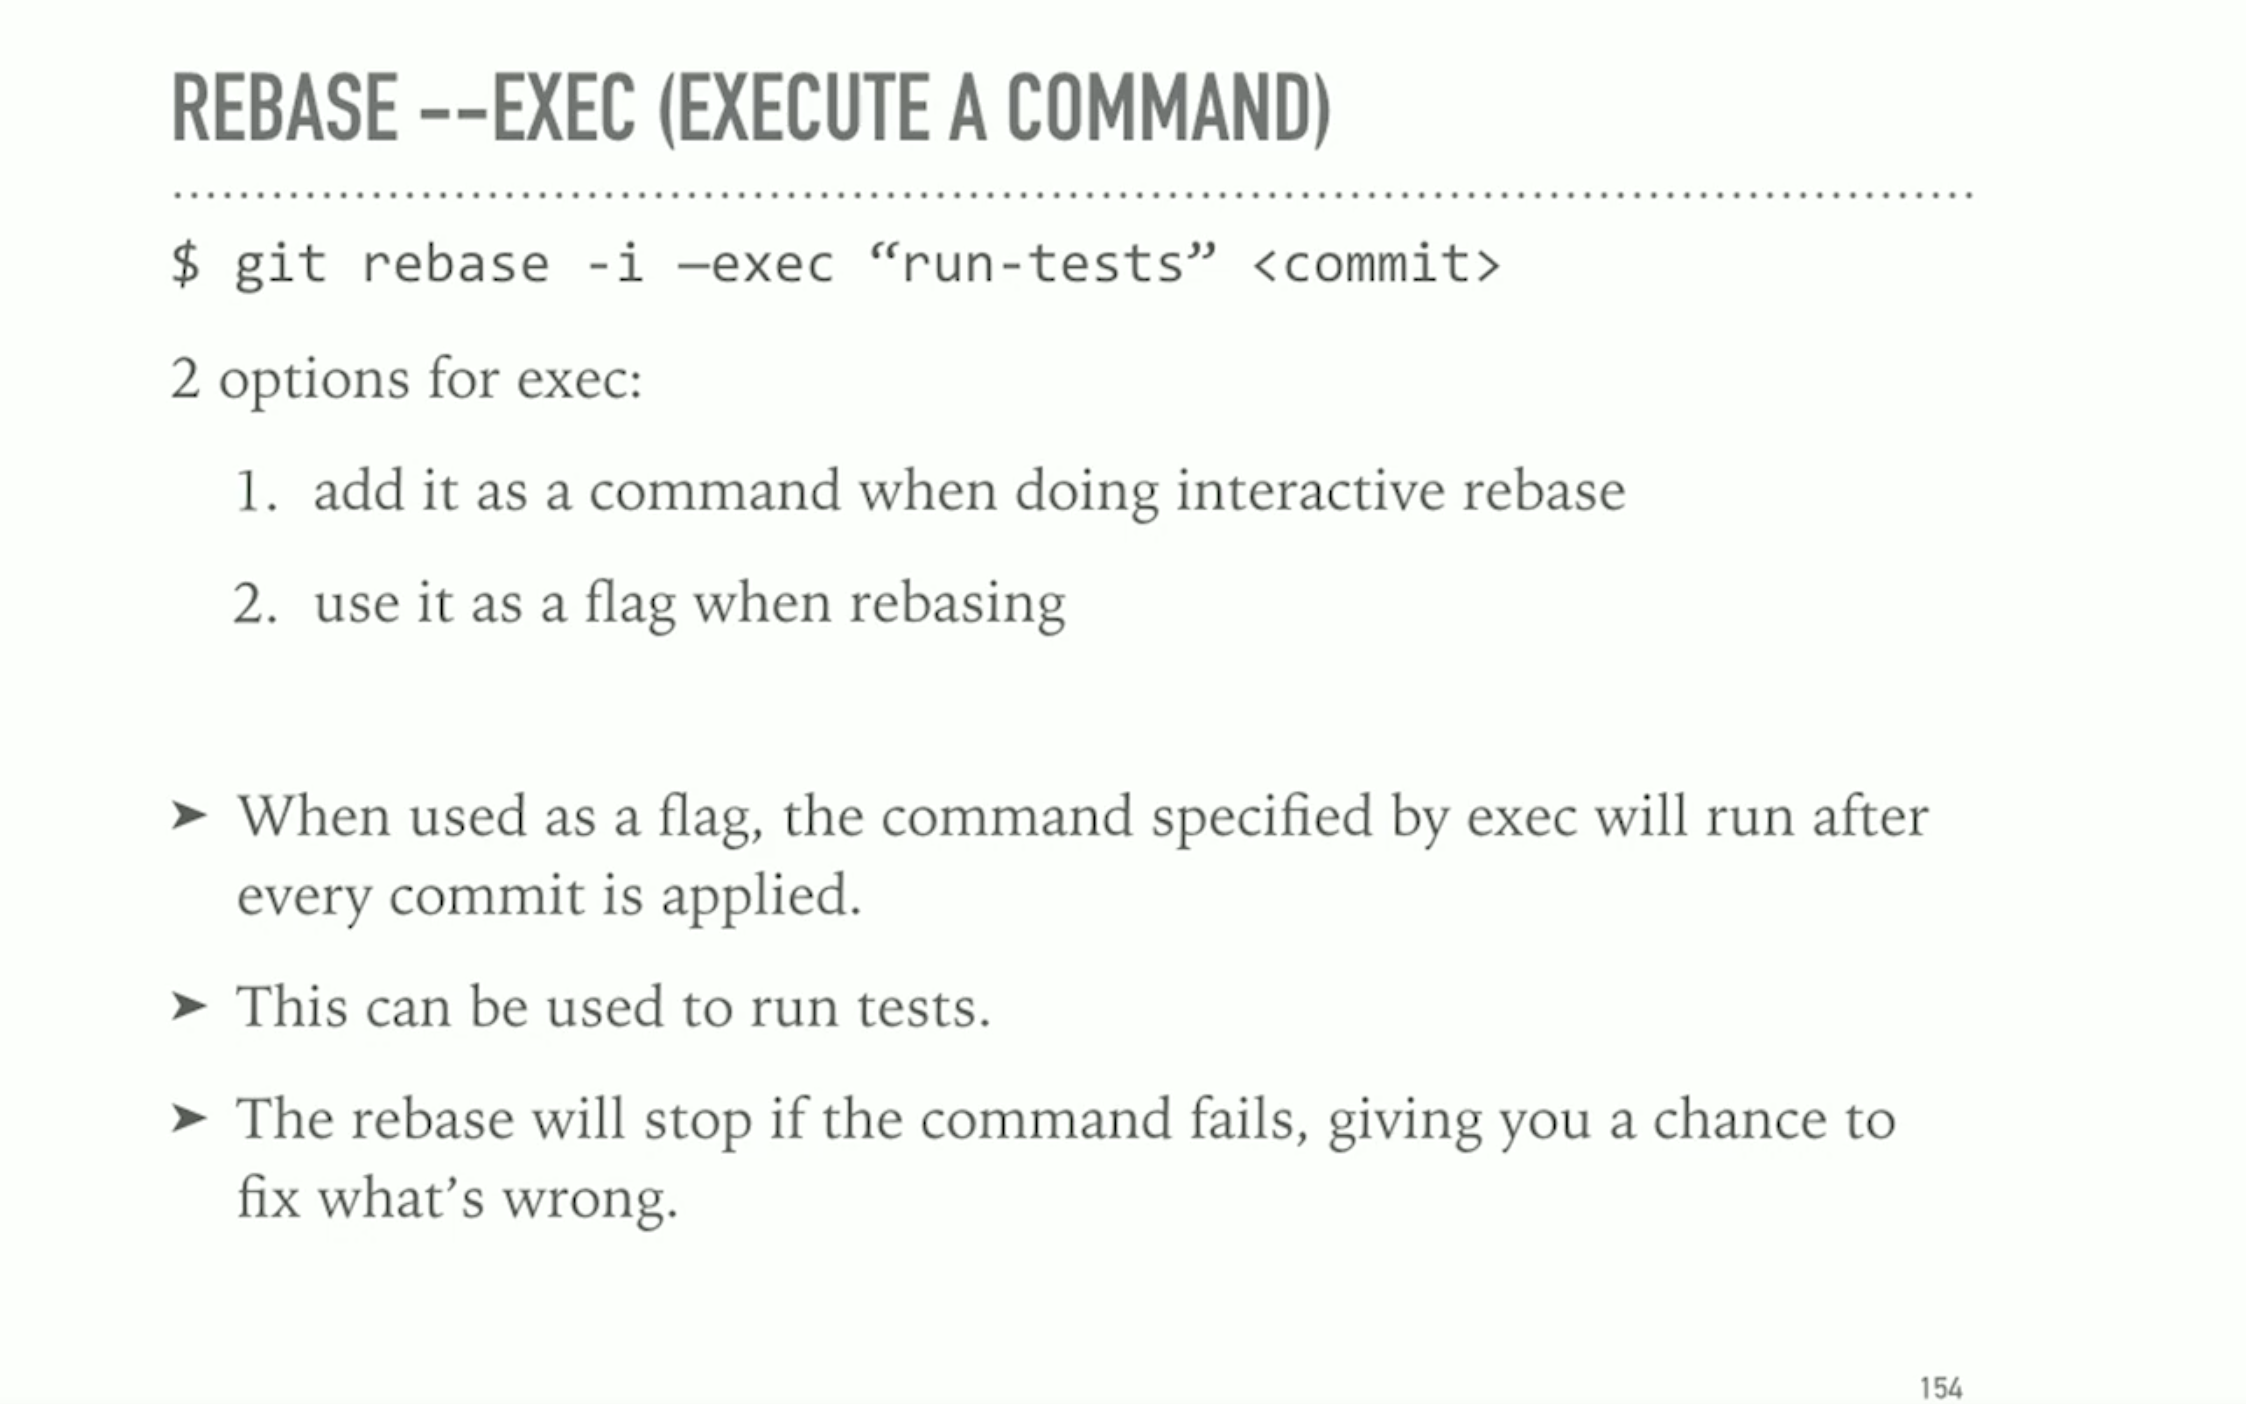 REBASE --EXEC (EXECUTE A COMMAND)
$ git rebase -i —exec “run-tests” <commit>
2 options for exec:
1. add it as a command when doing interactive rebase
2. use it as a flag when rebasing
➤ When used as a flag, the command specified by exec will run after
every commit is applied.
➤ This can be used to run tests.
➤ The rebase will stop if the command fails, giving you a chance to
fix what’s wrong.
154